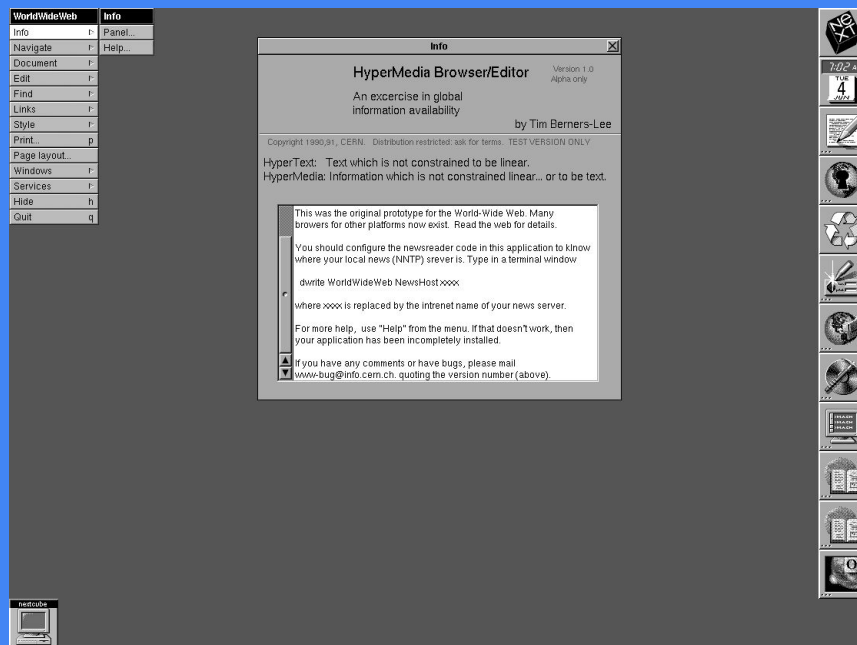 WorldWideWeb
Info
Navigate
Document
Edit
Find
Links
Style
Print... p
Page layout...
Windows
Services
Hide h
Quit q
Info
Panel...
Help...
Info
HyperMedia Browser/Editor
Version 1.0
Alpha only
An excercise in global
information availability
by Tim Berners-Lee
Copyright 1990,91, CERN. Distribution restricted: ask for terms. TEST VERSION ONLY
HyperText: Text which is not constrained to be linear.
HyperMedia: Information which is not constrained linear... or to be text.
This was the original prototype for the World-Wide Web. Many
browers for other platforms now exist. Read the web for details.
You should configure the newsreader code in this application to klnow
where your local news (NNTP) srever is. Type in a terminal window
dwrite WorldWideWeb NewsHost xxxx
where xxxx is replaced by the intrenet name of your news server.
For more help, use "Help" from the menu. If that doesn't work, then
your application has been incompletely installed.
If you have any comments or have bugs, please mail
www-bug@info.cern.ch. quoting the version number (above).
NeXT
7:02
TUE
4
JUN
nextcube